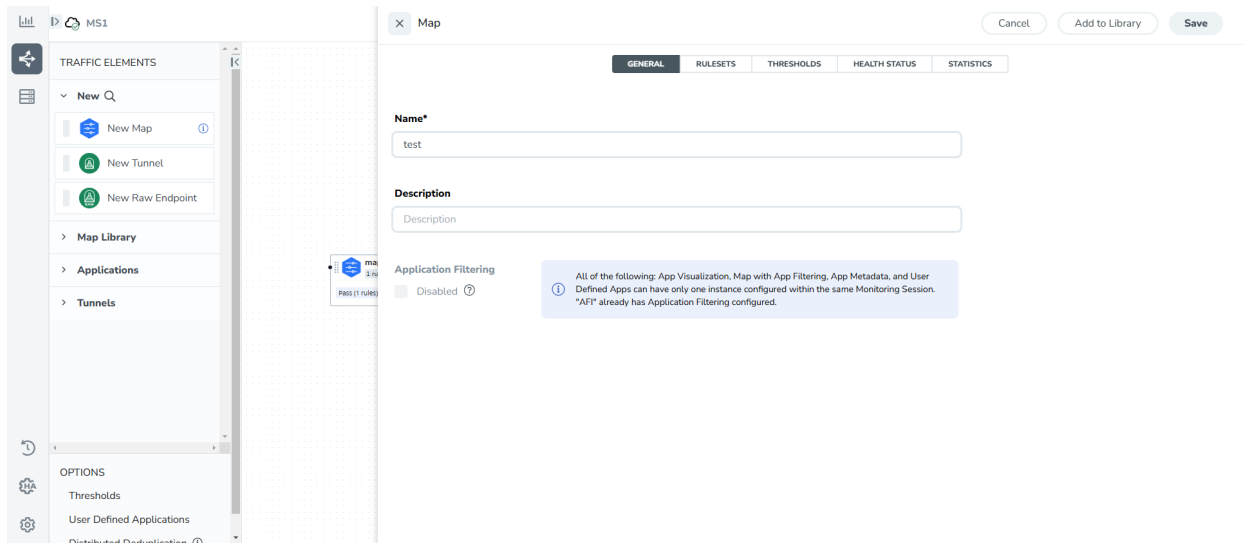 MS1
TRAFFIC ELEMENTS
New
New Map
New Tunnel
New Raw Endpoint
Map Library
Applications
Tunnels
OPTIONS
Thresholds
User Defined Applications
Distributed Deduplication
HA
Pass (1 rules)
Map
Cancel
Add to Library
Save
GENERAL
RULESETS
THRESHOLDS
HEALTH STATUS
STATISTICS
Name*
test
Description
Description
Application Filtering
Disabled
All of the following: App Visualization, Map with App Filtering, App Metadata, and User
Defined Apps can have only one instance configured within the same Monitoring Session.
"AFI" already has Application Filtering configured.